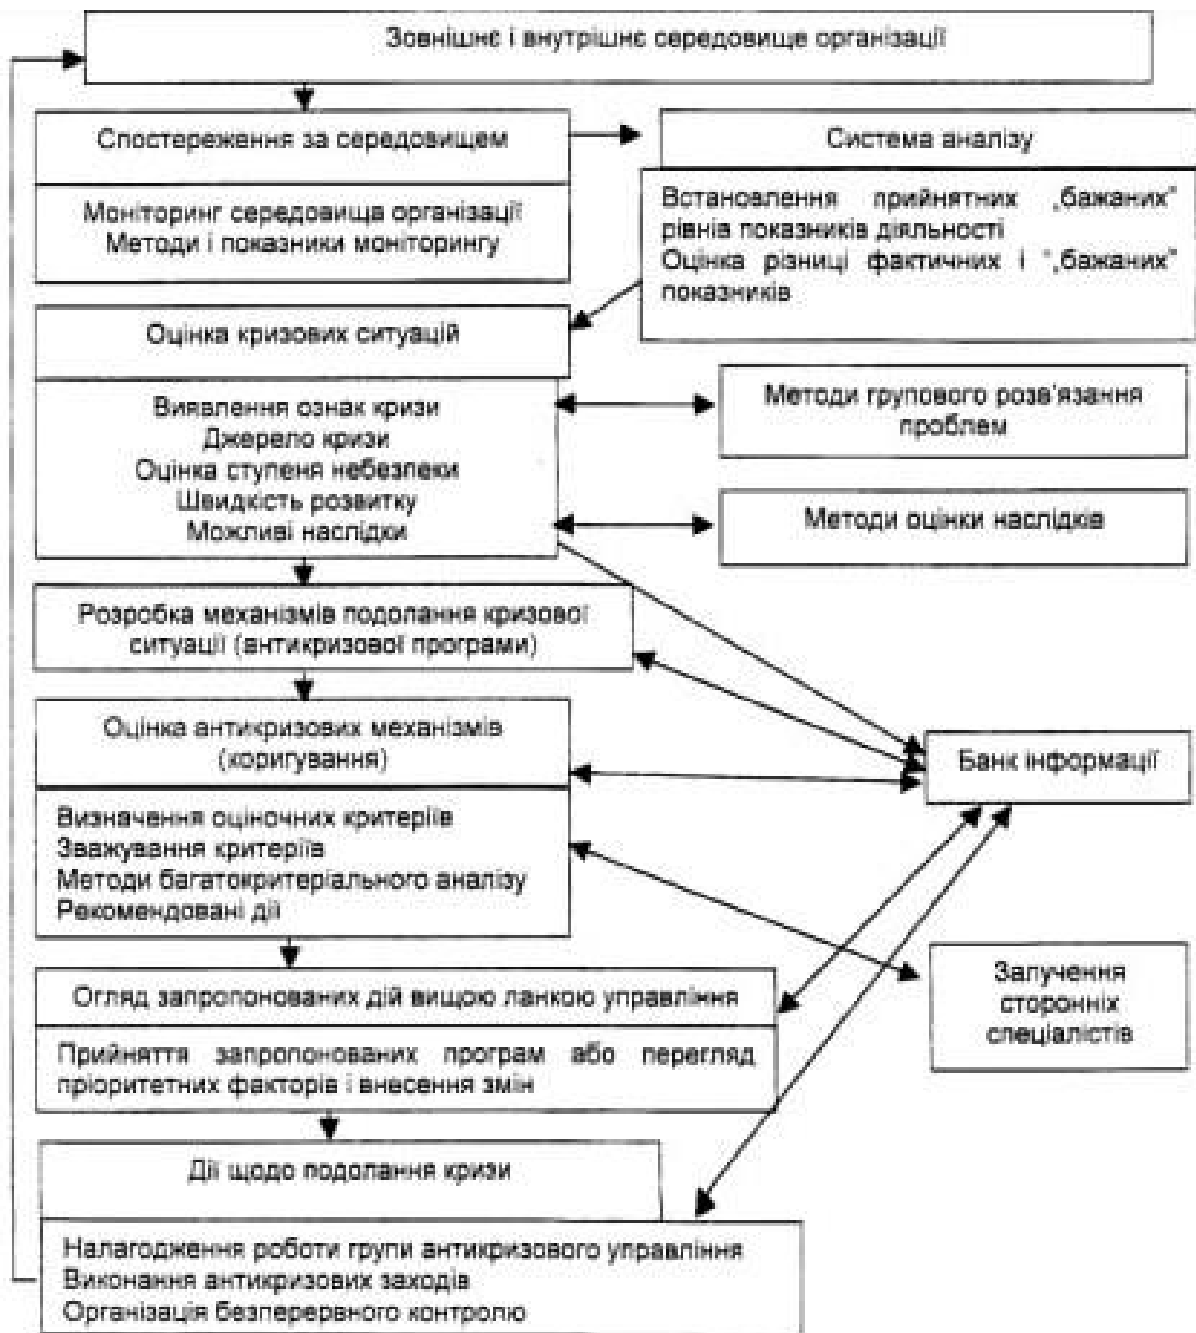 Зовнішнє і внутрішнє середовище організації
Спостереження за середовищем
Моніторинг середовища організації
Методи і показники моніторингу
Система аналізу
Встановлення прийнятних „бажаних”
рівнів показників діяльності
Оцінка різниці фактичних і “„бажаних”
показників
Оцінка кризових ситуацій
Виявлення ознак кризи
Джерело кризи
Оцінка ступеня небезпеки
Швидкість розвитку
Можливі наслідки
Методи групового розв'язання
проблем
Методи оцінки наслідків
Розробка механізмів подолання кризової
ситуації (антикризової програми)
Оцінка антикризових механізмів
(коригування)
Визначення оціночних критеріїв
Зважування критеріїв
Методи багатокритеріального аналізу
Рекомендовані дії
Банк інформації
Залучення
сторонніх
спеціалістів
Огляд запропонованих дій вищою ланкою управління
Прийняття запропонованих програм або перегляд
пріоритетних факторів і внесення змін
Дії щодо подолання кризи
Налагодження роботи групи антикризового управління
Виконання антикризових заходів
Організація безперервного контролю